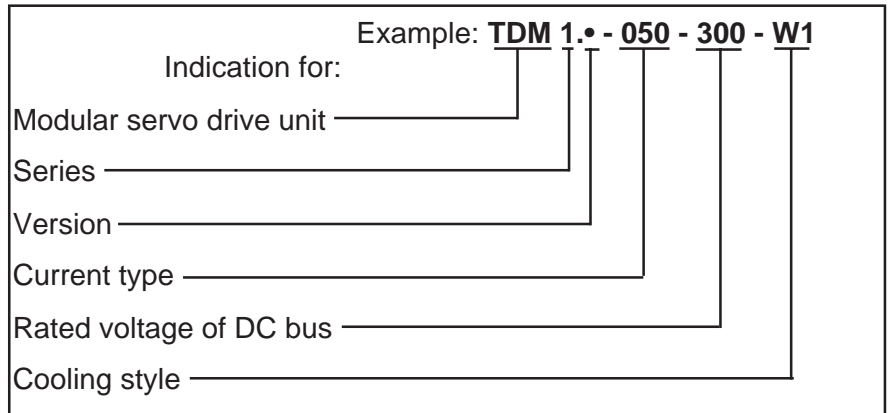 Example: TDM 1.• - 050 - 300 - W1
Indication for:
Modular servo drive unit
Series
Version
Current type
Rated voltage of DC bus
Cooling style